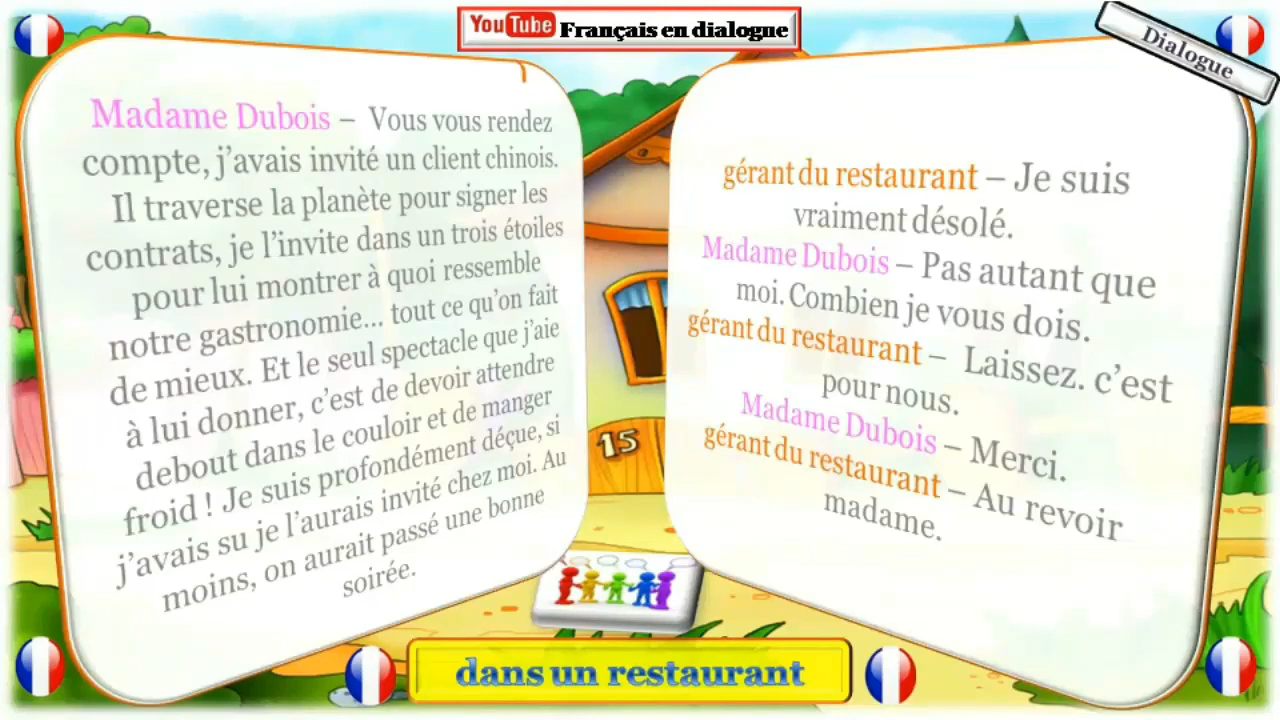 YouTube Français en dialogue
Dialogue
Madame Dubois – Vous vous rendez
compte, j'avais invité un client chinois.
Il traverse la planète pour signer les
contrats, je l'invite dans un trois étoiles
pour lui montrer à quoi ressemble
notre gastronomie... tout ce qu'on fait
de mieux. Et le seul spectacle que j'aie
à lui donner, c'est de devoir attendre
debout dans le couloir et de manger
froid ! Je suis profondément déçue, si
j'avais su je l'aurais invité chez moi. Au
moins, on aurait passé une bonne
soirée.
gérant du restaurant – Je suis
vraiment désolé.
Madame Dubois – Pas autant que
moi. Combien je vous dois.
gérant du restaurant – Laissez. c'est
pour nous.
Madame Dubois – Merci.
gérant du restaurant – Au revoir
madame.
15
dans un restaurant